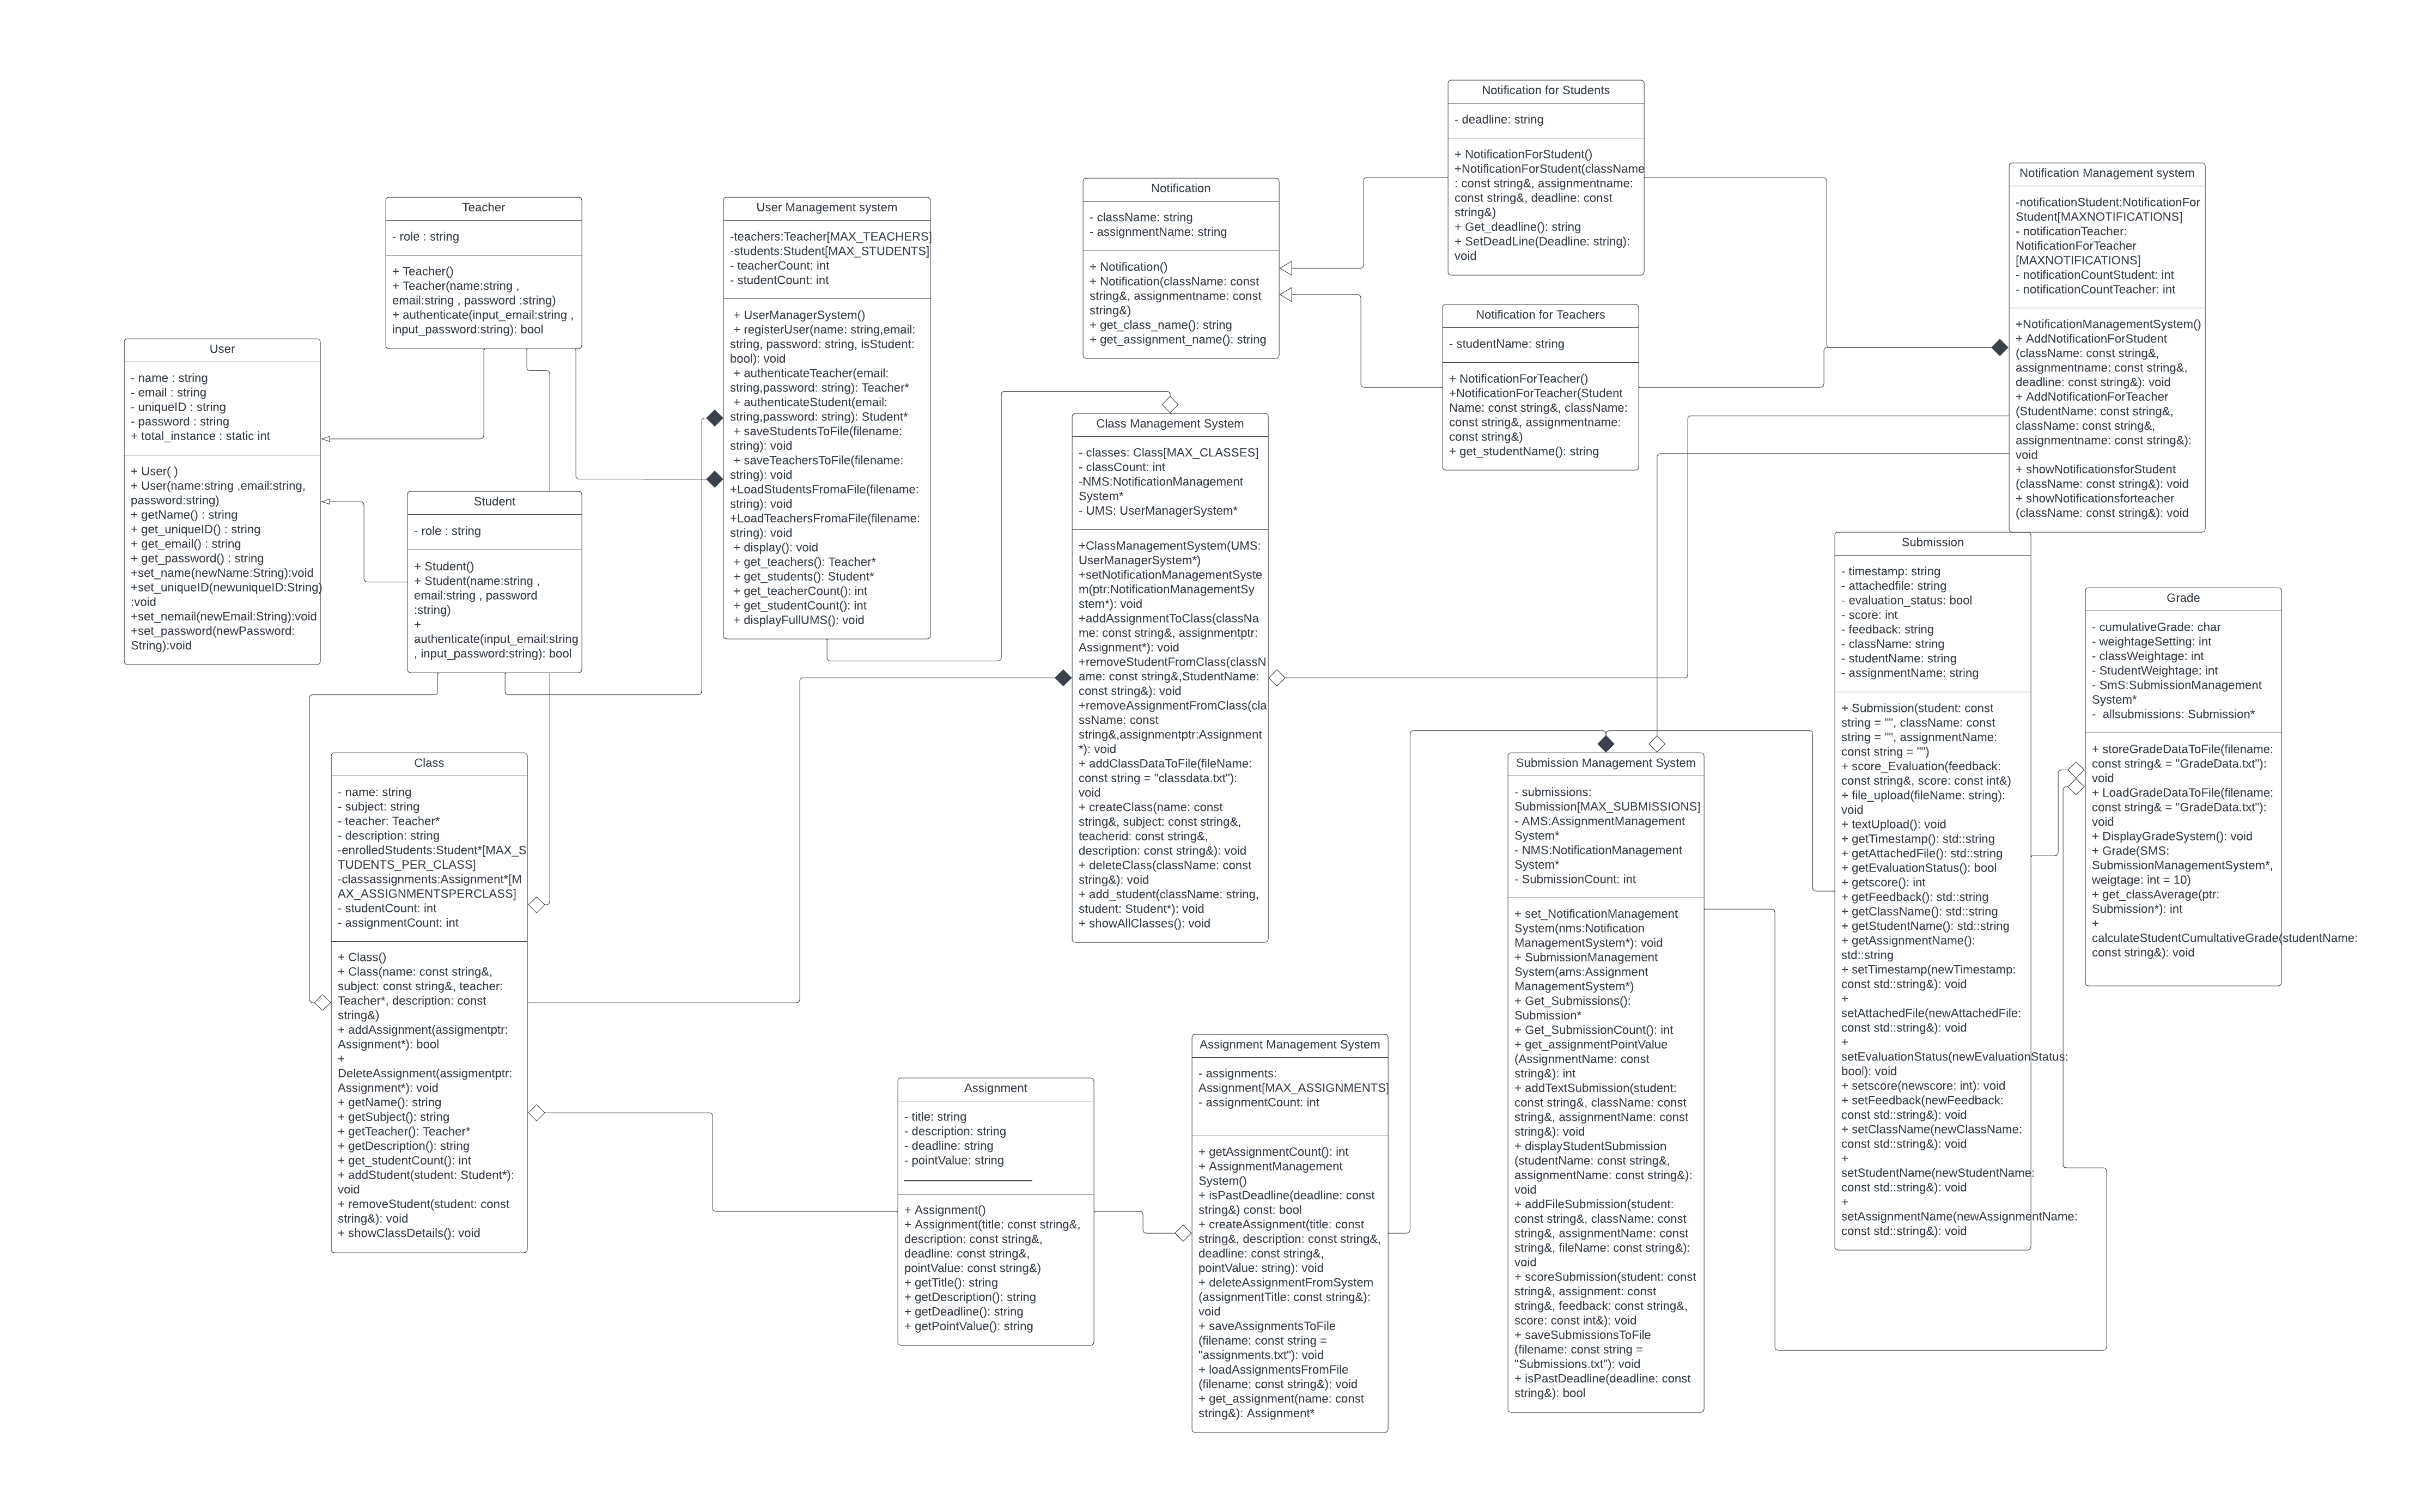 Notification for Students
- deadline: string
+ NotificationForStudent()
+NotificationForStudent(className
: const string&, assignmentname:
const string&, deadline: const
string&)
+ Get_deadline(): string
+ SetDeadLine(Deadline: string):
void
Notification Management system
-notificationStudent:NotificationFor
Student[MAXNOTIFICATIONS]
- notificationTeacher:
NotificationForTeacher
[MAXNOTIFICATIONS]
- notificationCountStudent: int
- notificationCountTeacher: int
+NotificationManagementSystem()
+ AddNotificationForStudent
(className: const string&,
assignmentname: const string&,
deadline: const string&): void
+ AddNotificationForTeacher
(StudentName: const string&,
className: const string&,
assignmentname: const string&):
void
+ showNotificationsforStudent
(className: const string&): void
+ showNotificationsforteacher
(className: const string&): void
Notification
- className: string
- assignmentName: string
+ Notification()
+ Notification(className: const
string&, assignmentname: const
string&)
+ get_class_name(): string
+ get_assignment_name(): string
Teacher
- role : string
+ Teacher()
+ Teacher(name:string ,
email:string , password :string)
+ authenticate(input_email:string ,
input_password:string): bool
User Management system
-teachers:Teacher[MAX_TEACHERS]
-students:Student[MAX_STUDENTS]
- teacherCount: int
- studentCount: int
+ UserManagerSystem()
+ registerUser(name: string,email:
string, password: string, isStudent:
bool): void
+ authenticateTeacher(email:
string,password: string): Teacher*
+ authenticateStudent(email:
string,password: string): Student*
+ saveStudentsToFile(filename:
string): void
+ saveTeachersToFile(filename:
string): void
+LoadStudentsFromaFile(filename:
string): void
+LoadTeachersFromaFile(filename:
string): void
+ display(): void
+ get_teachers(): Teacher*
+ get_students(): Student*
+ get_teacherCount(): int
+ get_studentCount(): int
+ displayFullUMS(): void
Notification for Teachers
- studentName: string
+ NotificationForTeacher()
+NotificationForTeacher(Student
Name: const string&, className:
const string&, assignmentname:
const string&)
+ get_studentName(): string
User
- name : string
- email : string
- uniqueID : string
- password : string
+ total_instance : static int
+ User( )
+ User(name:string ,email:string,
password:string)
+ getName() : string
+ get_uniqueID() : string
+ get_email() : string
+ get_password() : string
+set_name(newName:String):void
+set_uniqueID(newuniqueID:String)
:void
+set_nemail(newEmail:String):void
+set_password(newPassword:
String):void
Class Management System
- classes: Class[MAX_CLASSES]
- classCount: int
-NMS:NotificationManagement
System*
- UMS: UserManagerSystem*
+ClassManagementSystem(UMS:
UserManagerSystem*)
+setNotificationManagementSyste
m(ptr:NotificationManagementSy
stem*): void
+addAssignmentToClass(classNa
me: const string&, assignmentptr:
Assignment*): void
+removeStudentFromClass(classN
ame: const string&,StudentName:
const string&): void
+removeAssignmentFromClass(cla
ssName: const
string&,assignmentptr:Assignment
*): void
+ addClassDataToFile(fileName:
const string = "classdata.txt"):
void
+ createClass(name: const
string&, subject: const string&,
teacherid: const string&,
description: const string&): void
+ deleteClass(className: const
string&): void
+ add_student(className: string,
student: Student*): void
+ showAllClasses(): void
Student
- role : string
+ Student()
+ Student(name:string ,
email:string , password
:string)
+
authenticate(input_email:string
, input_password:string): bool
Submission
- timestamp: string
- attachedfile: string
- evaluation_status: bool
- score: int
- feedback: string
- className: string
- studentName: string
- assignmentName: string
+ Submission(student: const
string = "", className: const
string = "", assignmentName:
const string = "")
+ score_Evaluation(feedback:
const string&, score: const int&)
+ file_upload(fileName: string):
void
+ textUpload(): void
+ getTimestamp(): std::string
+ getAttachedFile(): std::string
+ getEvaluationStatus(): bool
+ getscore(): int
+ getFeedback(): std::string
+ getClassName(): std::string
+ getStudentName(): std::string
+ getAssignmentName():
std::string
+ setTimestamp(newTimestamp:
const std::string&): void
+
setAttachedFile(newAttachedFile:
const std::string&): void
+
setEvaluationStatus(newEvaluationStatus:
bool): void
+ setscore(newscore: int): void
+ setFeedback(newFeedback:
const std::string&): void
+ setClassName(newClassName:
const std::string&): void
+
setStudentName(newStudentName:
const std::string&): void
+
setAssignmentName(newAssignmentName:
const std::string&): void
Grade
- cumulativeGrade: char
- weightageSetting: int
- classWeightage: int
- StudentWeightage: int
- SmS:SubmissionManagement
System*
- allsubmissions: Submission*
+ storeGradeDataToFile(filename:
const string& = "GradeData.txt"):
void
+ LoadGradeDataToFile(filename:
const string& = "GradeData.txt"):
void
+ DisplayGradeSystem(): void
+ Grade(SMS:
SubmissionManagementSystem*,
weigtage: int = 10)
+ get_classAverage(ptr:
Submission*): int
+
calculateStudentCumultativeGrade(studentName:
const string&): void
Class
- name: string
- subject: string
- teacher: Teacher*
- description: string
-enrolledStudents:Student*[MAX_S
TUDENTS_PER_CLASS]
-classassignments:Assignment*[M
AX_ASSIGNMENTSPERCLASS]
- studentCount: int
- assignmentCount: int
+ Class()
+ Class(name: const string&,
subject: const string&, teacher:
Teacher*, description: const
string&)
+ addAssignment(assigmentptr:
Assignment*): bool
+
DeleteAssignment(assigmentptr:
Assignment*): void
+ getName(): string
+ getSubject(): string
+ getTeacher(): Teacher*
+ getDescription(): string
+ get_studentCount(): int
+ addStudent(student: Student*):
void
+ removeStudent(student: const
string&): void
+ showClassDetails(): void
Submission Management System
- submissions:
Submission[MAX_SUBMISSIONS]
- AMS:AssignmentManagement
System*
- NMS:NotificationManagement
System*
- SubmissionCount: int
+ set_NotificationManagement
System(nms:Notification
ManagementSystem*): void
+ SubmissionManagement
System(ams:Assignment
ManagementSystem*)
+ Get_Submissions():
Submission*
+ Get_SubmissionCount(): int
+ get_assignmentPointValue
(AssignmentName: const
string&): int
+ addTextSubmission(student:
const string&, className: const
string&, assignmentName: const
string&): void
+ displayStudentSubmission
(studentName: const string&,
assignmentName: const string&):
void
+ addFileSubmission(student:
const string&, className: const
string&, assignmentName: const
string&, fileName: const string&):
void
+ scoreSubmission(student: const
string&, assignment: const
string&, feedback: const string&,
score: const int&): void
+ saveSubmissionsToFile
(filename: const string =
"Submissions.txt"): void
+ isPastDeadline(deadline: const
string&): bool
Assignment
- title: string
- description: string
- deadline: string
- pointValue: string
+ Assignment()
+ Assignment(title: const string&,
description: const string&,
deadline: const string&,
pointValue: const string&)
+ getTitle(): string
+ getDescription(): string
+ getDeadline(): string
+ getPointValue(): string
Assignment Management System
- assignments:
Assignment[MAX_ASSIGNMENTS]
- assignmentCount: int
+ getAssignmentCount(): int
+ AssignmentManagement
System()
+ isPastDeadline(deadline: const
string&) const: bool
+ createAssignment(title: const
string&, description: const string&,
deadline: const string&,
pointValue: string): void
+ deleteAssignmentFromSystem
(assignmentTitle: const string&):
void
+ saveAssignmentsToFile
(filename: const string =
"assignments.txt"): void
+ loadAssignmentsFromFile
(filename: const string&): void
+ get_assignment(name: const
string&): Assignment*